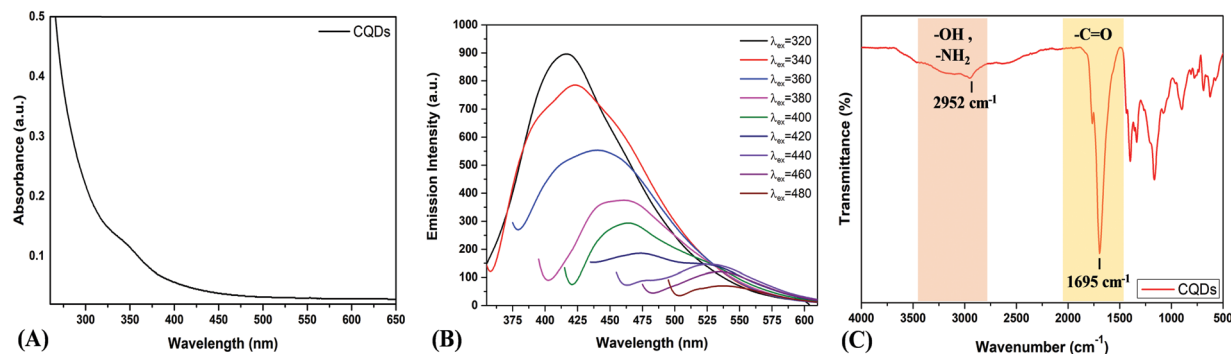 0.5
0.4
0.3
0.2
0.1
Absorbance (a.u.)
CQDs
250 300 350 400 450 500 550 600 650
Wavelength (nm)
(A)
1000
900
800
700
600
500
400
300
200
100
0
Emission Intensity (a.u.)
λex=320
λex=340
λex=360
λex=380
λex=400
λex=420
λex=440
λex=460
λex=480
375 400 425 450 475 500 525 550 575 600
Wavelength (nm)
(B)
Transmittance (%)
-OH ,
-NH₂
2952 cm⁻¹
-C=O
1695 cm⁻¹
CQDs
4000 3500 3000 2500 2000 1500 1000 500
Wavenumber (cm⁻¹)
(C)